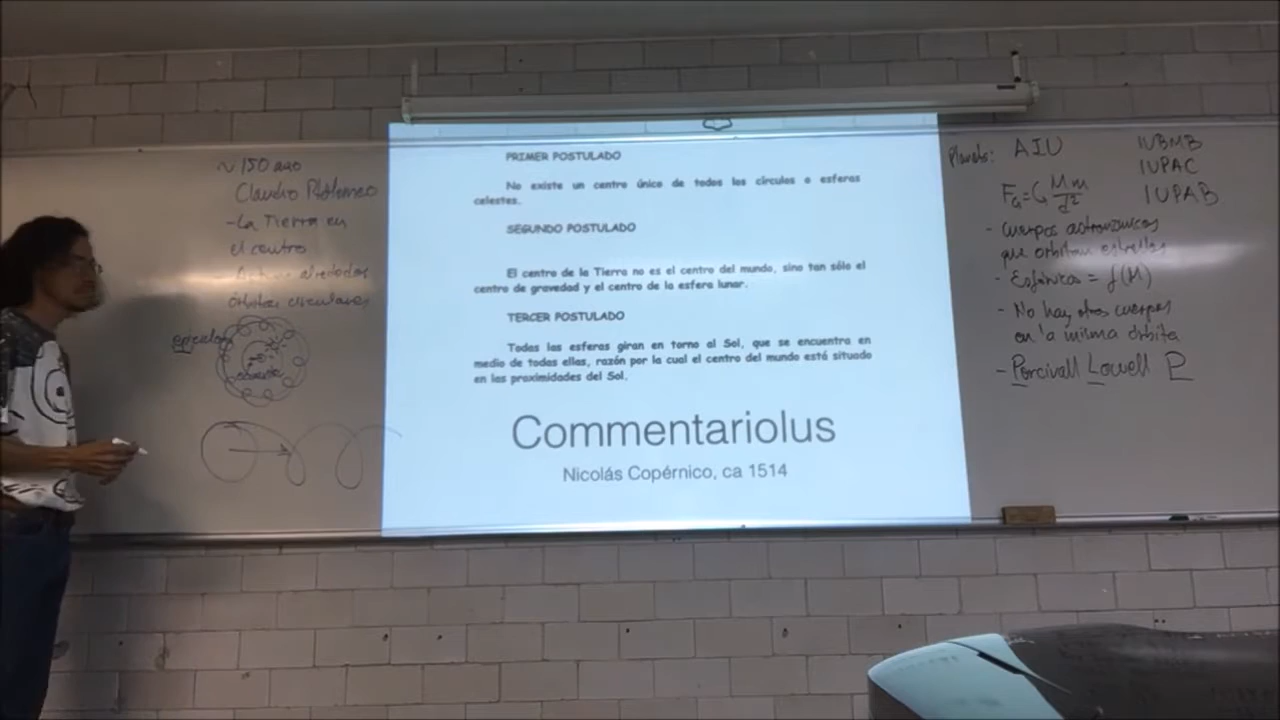 ~ 150 año
Claudio Ptolomeo
- La Tierra en
el centro
alrededor
órbitas circulares
epiciclo
PRIMER POSTULADO
No existe un centro único de todos los círculos o esferas
celestes.
SEGUNDO POSTULADO
El centro de la Tierra no es el centro del mundo, sino tan sólo el
centro de gravedad y el centro de la esfera lunar.
TERCER POSTULADO
Todas las esferas giran en torno al Sol, que se encuentra en
medio de todas ellas, razón por la cual el centro del mundo está situado
en las proximidades del Sol.
Commentariolus
Nicolás Copérnico, ca 1514
Planeta: AIU
IUBMB
IUPAC
IUPAB
F_G = G Mm/d²
- cuerpos astronómicos
que orbitan estrellas
- Esféricos = f(M)
- No hay otros cuerpos
en la misma órbita
- Percivall Lowell PL